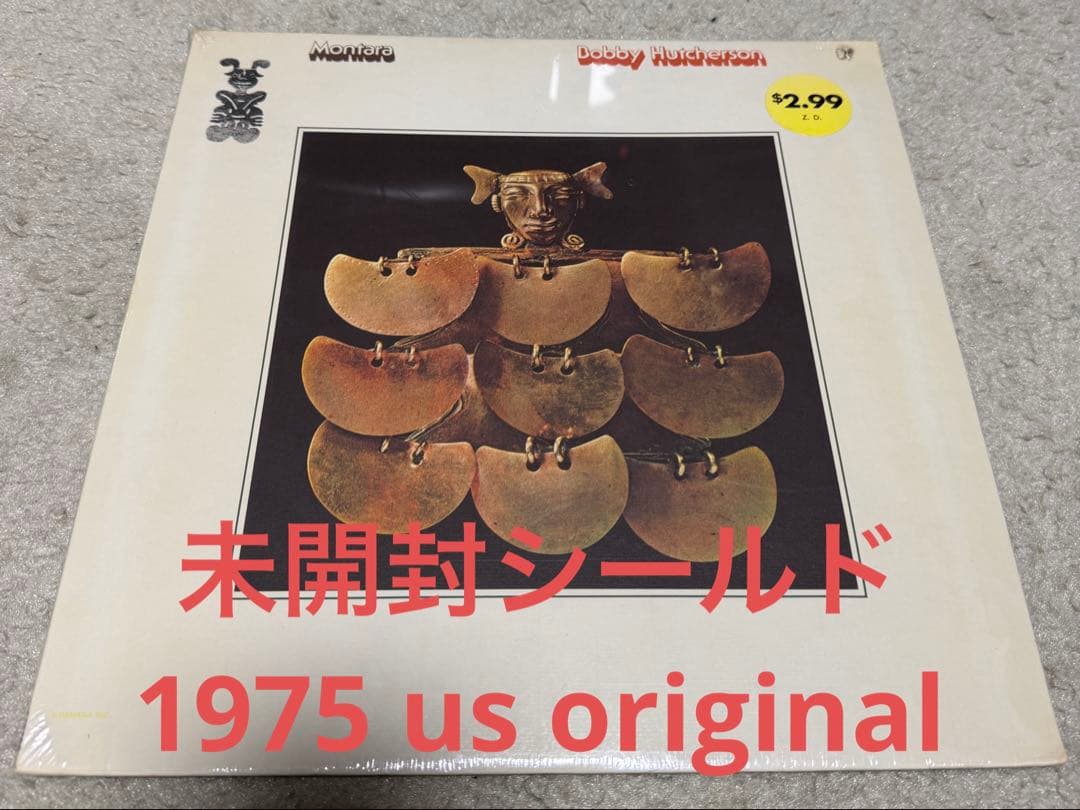 Montara
Bobby Hutcherson
$2.99
Z. D.
未開封シールド
1975 us original